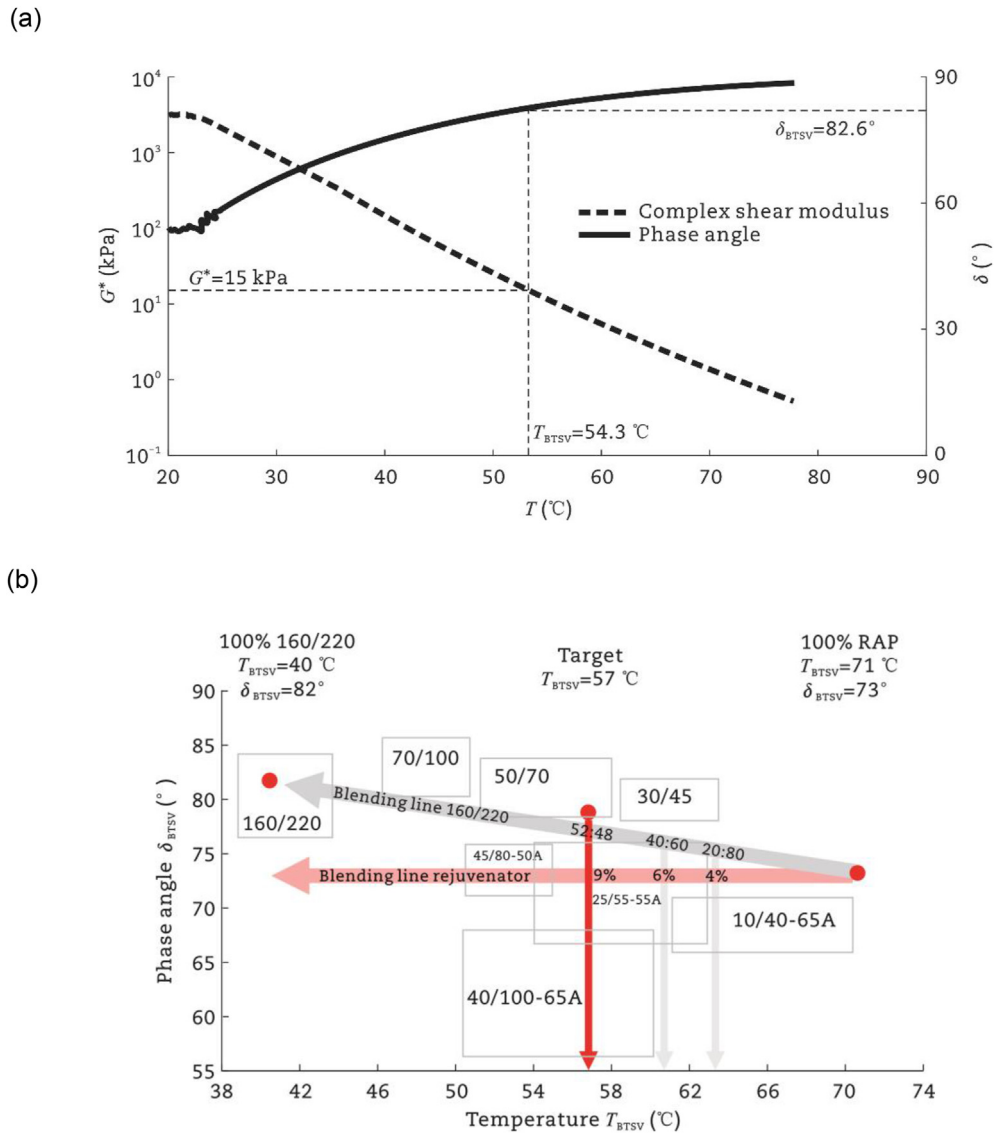 (a)
10⁴
10³
10²
10¹
10⁰
10⁻¹
G* (kPa)
90
60
30
0
δ (°)
δBTSV=82.6°
Complex shear modulus
Phase angle
G*=15 kPa
TBTSV=54.3 ℃
20 30 40 50 60 70 80 90
T (℃)
(b)
100% 160/220
TBTSV=40 ℃
δBTSV=82°
Target
TBTSV=57 ℃
100% RAP
TBTSV=71 ℃
δBTSV=73°
90
85
80
75
70
65
60
55
Phase angle δBTSV (°)
70/100
50/70
30/45
160/220
Blending line 160/220
52:48
40:60
20:80
45/80-50A
Blending line rejuvenator
9%
6%
4%
25/55-55A
10/40-65A
40/100-65A
38 42 46 50 54 58 62 66 70 74
Temperature TBTSV (℃)